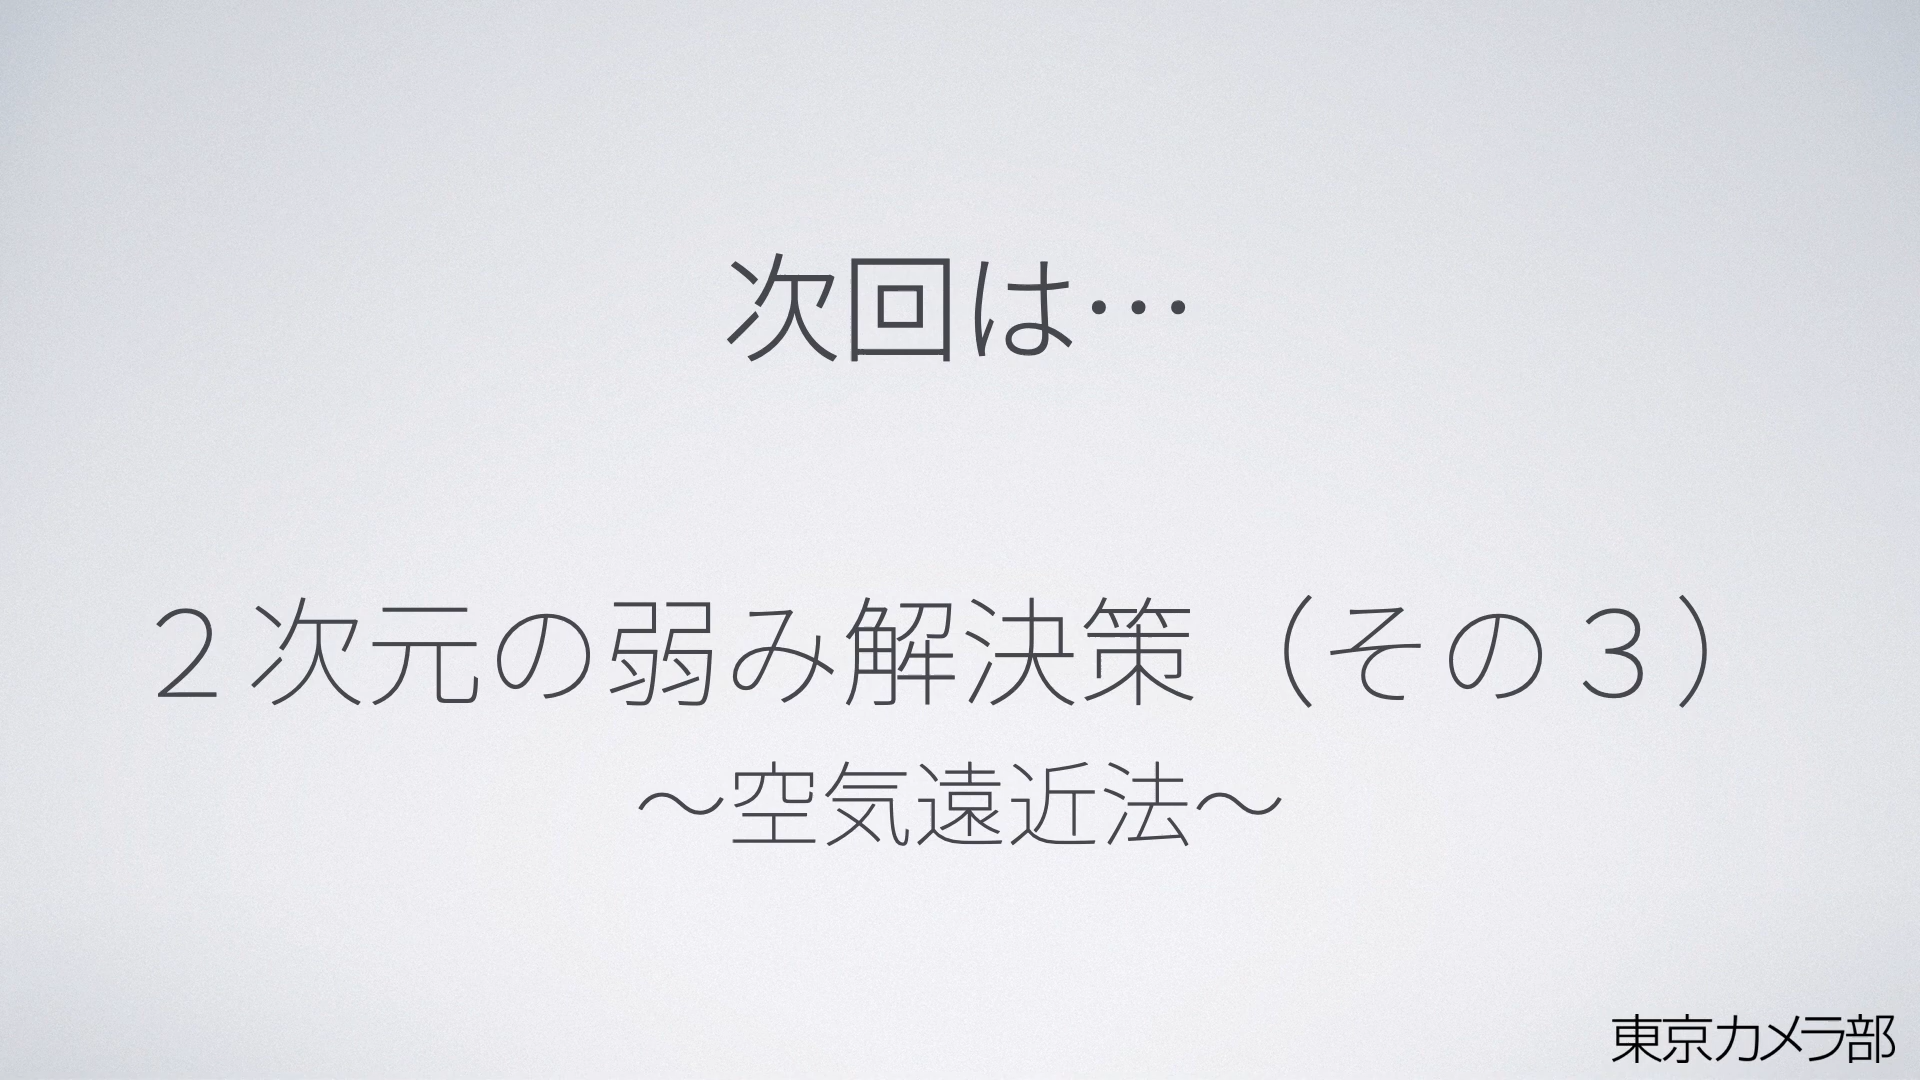 次回は…
２次元の弱み解決策（その３）
～空気遠近法～
東京カメラ部